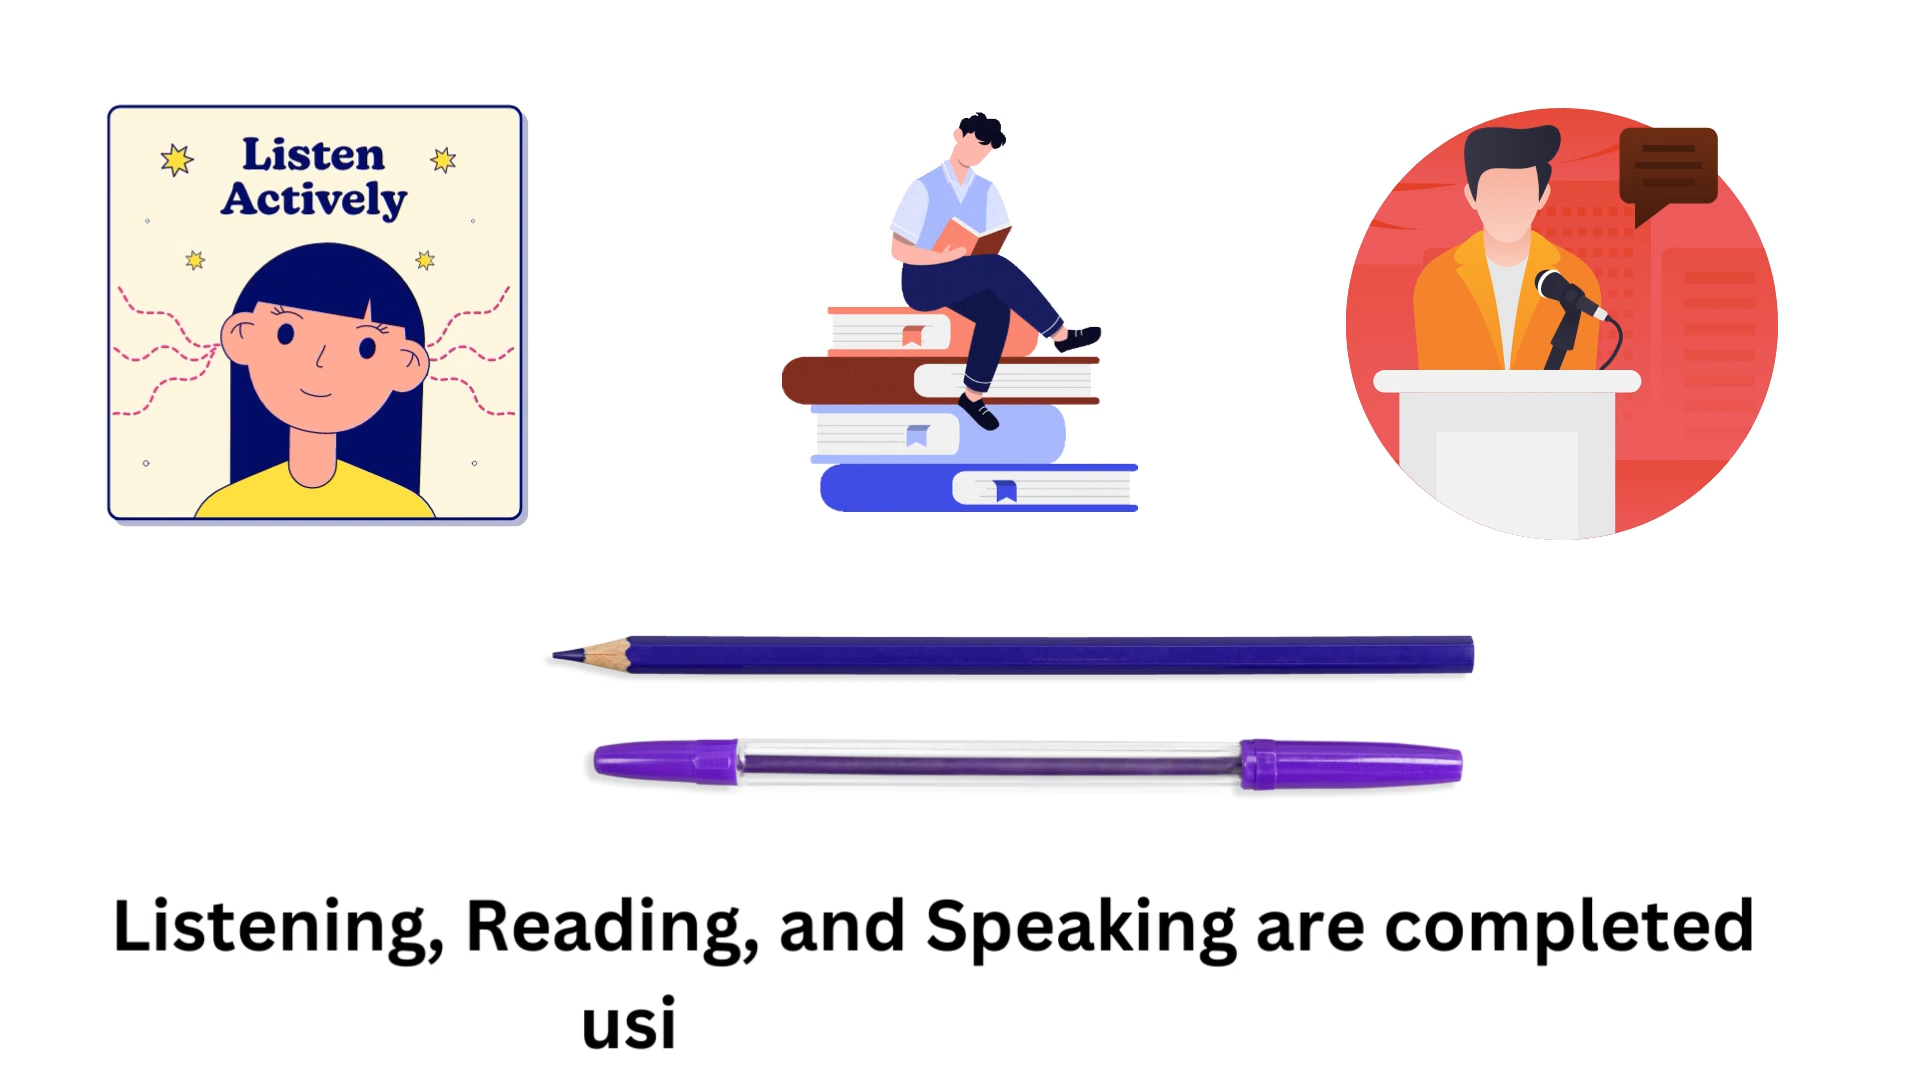 Listen
Actively
Listening, Reading, and Speaking are completed
usi